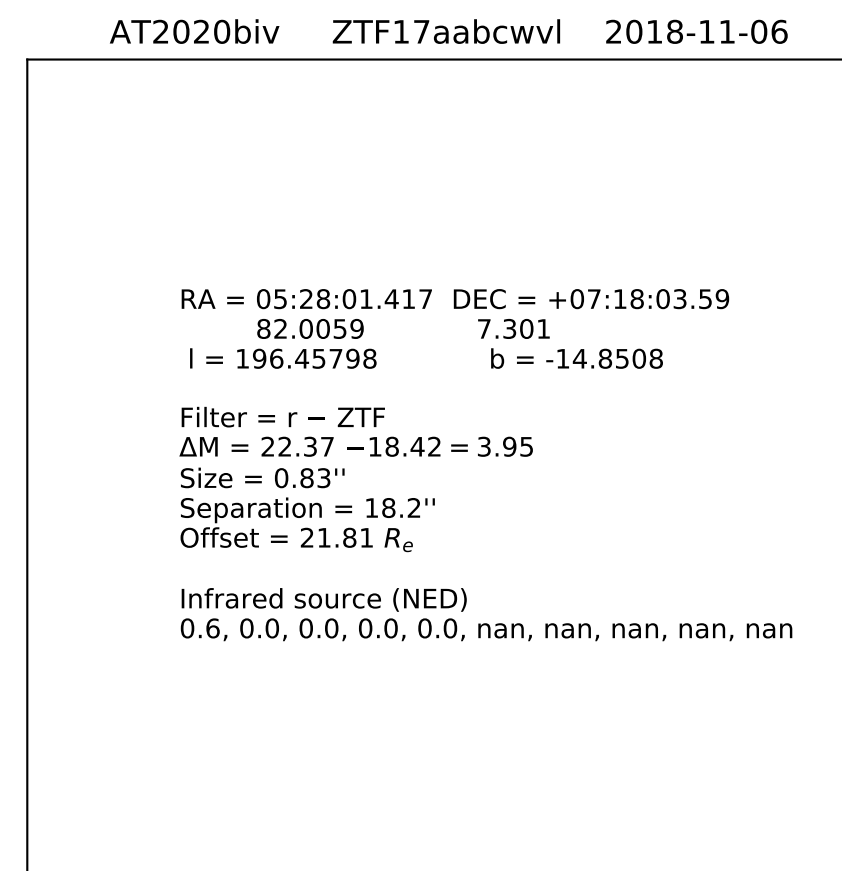 AT2020biv ZTF17aabcwvl 2018-11-06
RA = 05:28:01.417 DEC = +07:18:03.59
82.0059 7.301
l = 196.45798 b = -14.8508
Filter = r − ZTF
ΔM = 22.37 −18.42 = 3.95
Size = 0.83''
Separation = 18.2''
Offset = 21.81 Re
Infrared source (NED)
0.6, 0.0, 0.0, 0.0, 0.0, nan, nan, nan, nan, nan